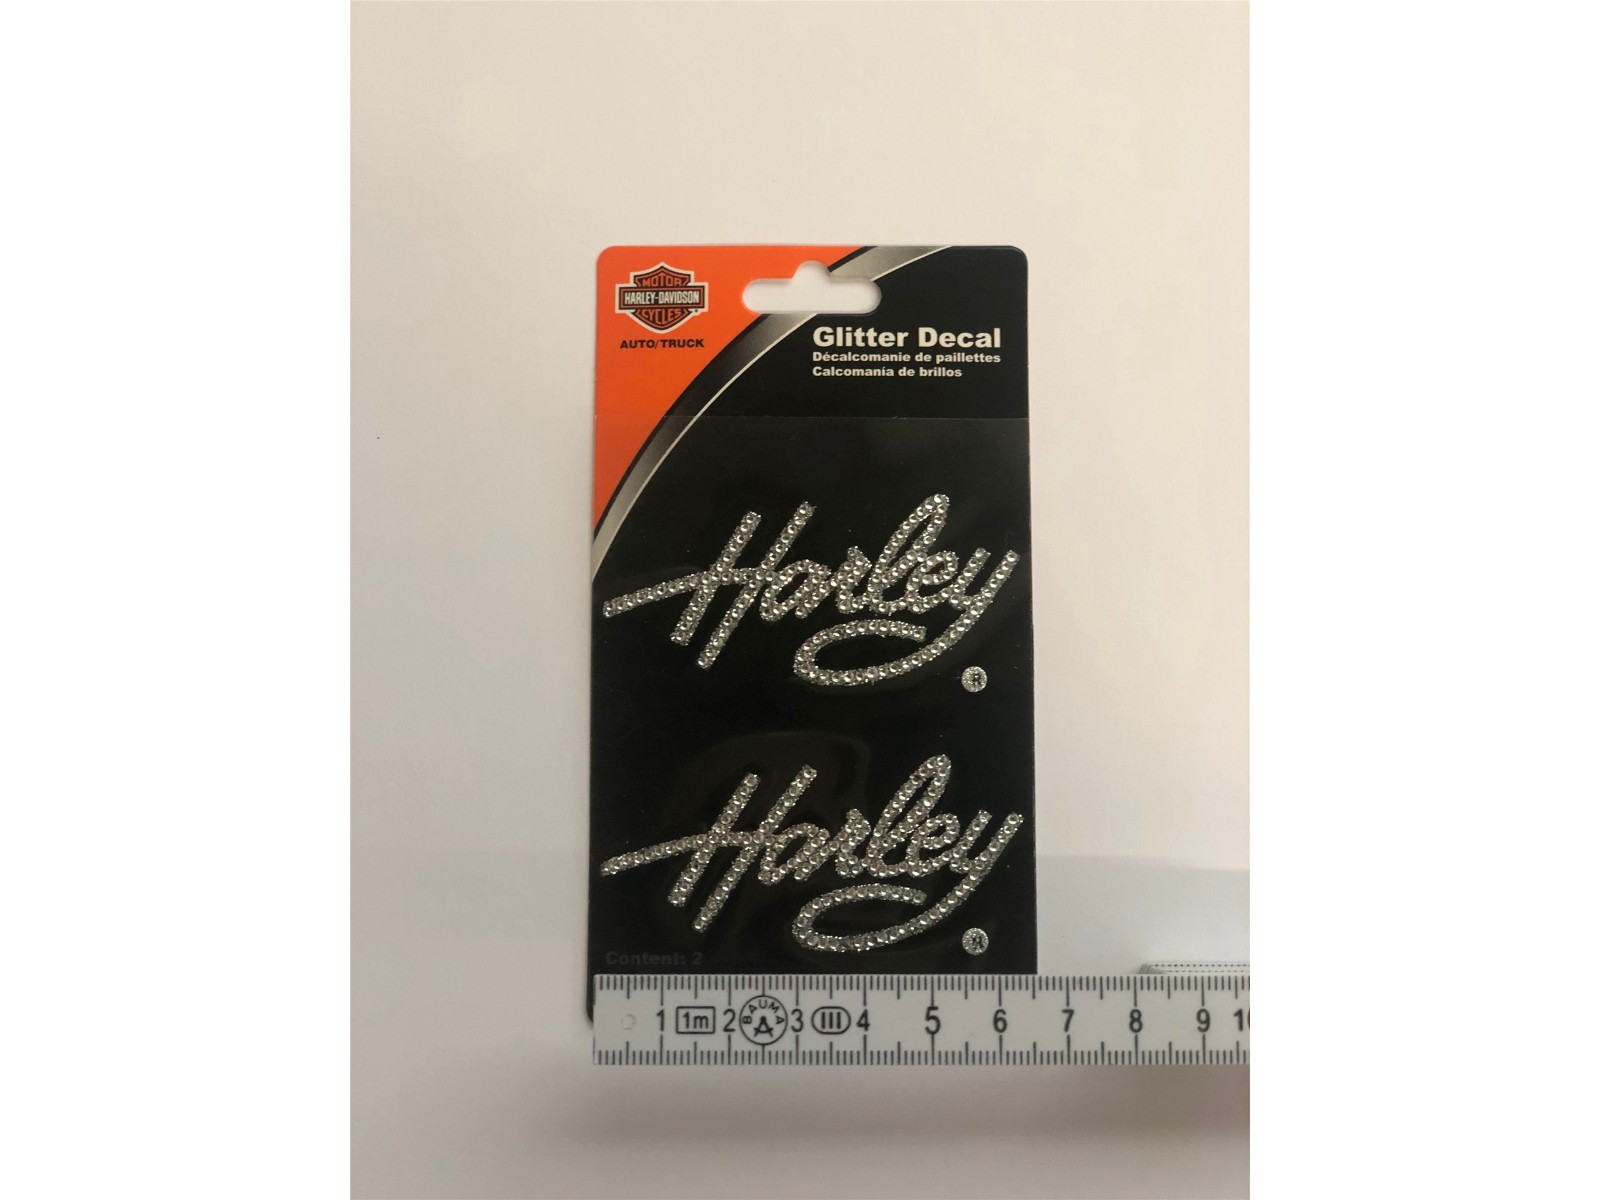 MOTOR
HARLEY-DAVIDSON
CYCLES
AUTO/TRUCK
Glitter Decal
Décalcomanie de paillettes
Calcomanía de brillos
Harley
®
Harley
®
Content: 2
1 1m 2 BAUMA 3 III 4 5 6 7 8 9 10